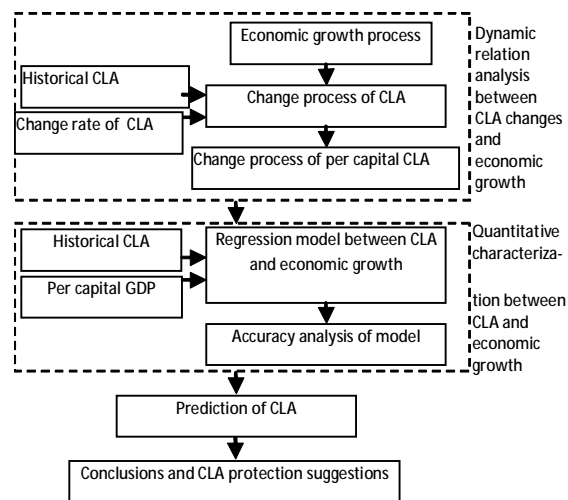 Economic growth process
Historical CLA
Change process of CLA
Change rate of CLA
Change process of per capital CLA
Dynamic
relation
analysis
between
CLA changes
and
economic
growth
Historical CLA
Regression model between CLA
and economic growth
Per capital GDP
Accuracy analysis of model
Quantitative
characteriza-
tion between
CLA and
economic
growth
Prediction of CLA
Conclusions and CLA protection suggestions